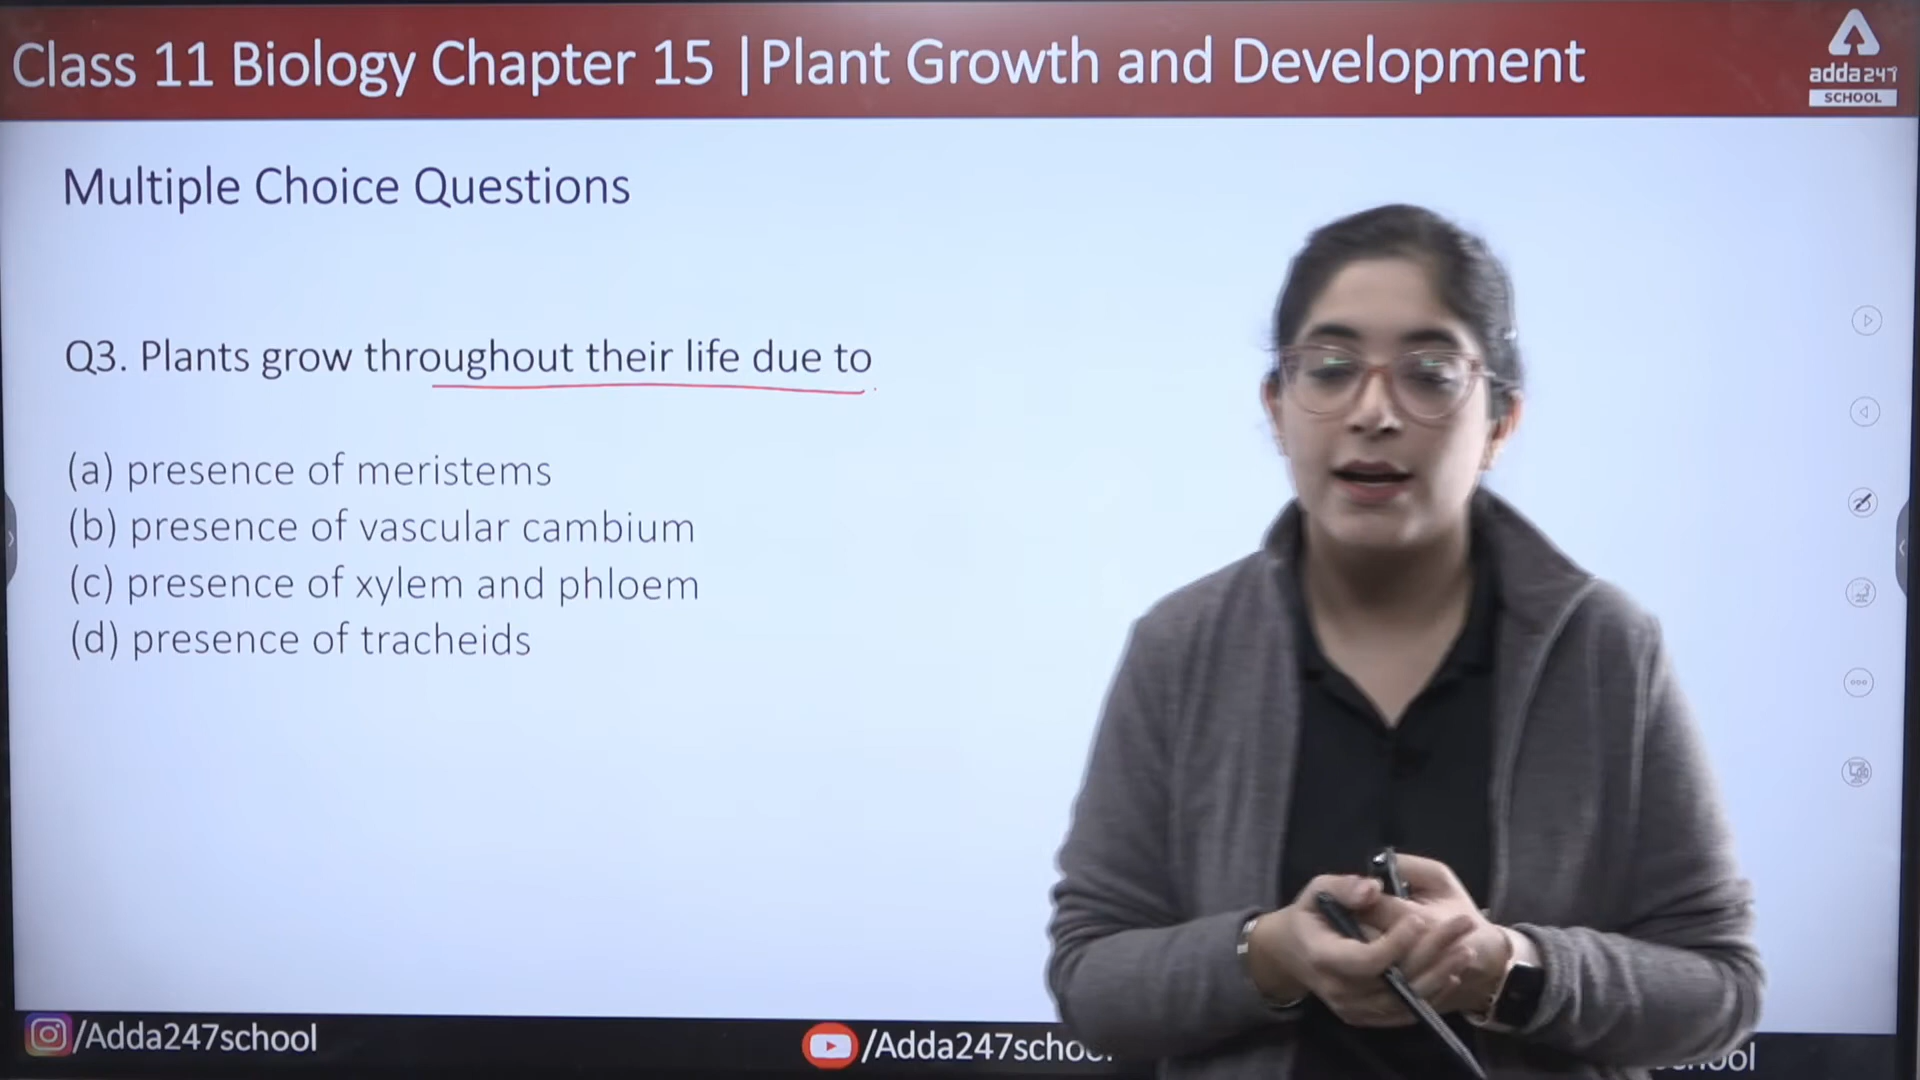 Class 11 Biology Chapter 15 |Plant Growth and Development
adda247
SCHOOL
Multiple Choice Questions
Q3. Plants grow throughout their life due to
(a) presence of meristems
(b) presence of vascular cambium
(c) presence of xylem and phloem
(d) presence of tracheids
/Adda247school
/Adda247school